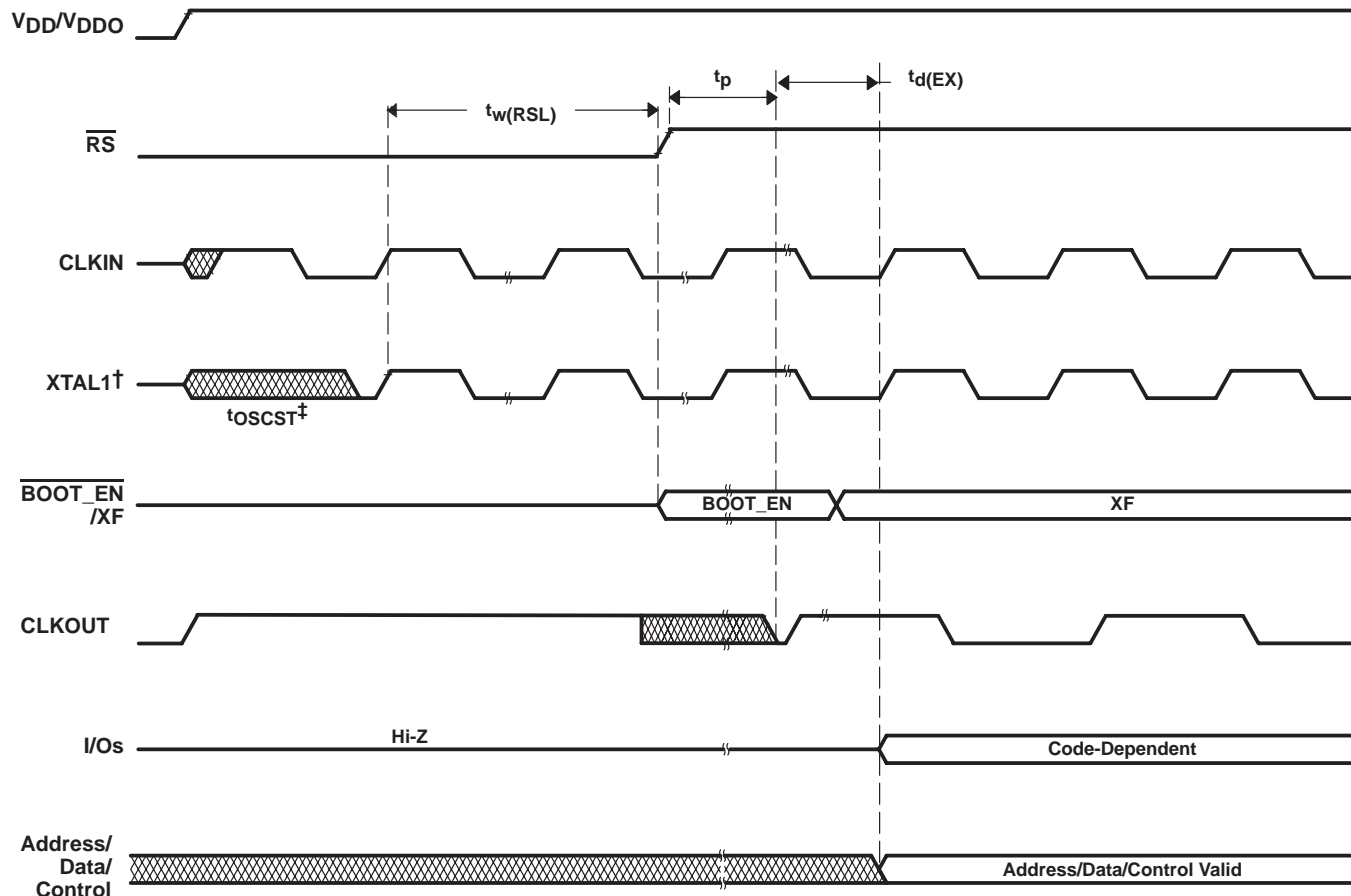 VDD/VDDO
tp
td(EX)
tw(RSL)
RS
CLKIN
XTAL1†
tOSCST‡
BOOT_EN
/XF
BOOT_EN
XF
CLKOUT
I/Os
Hi-Z
Code-Dependent
Address/
Data/
Control
Address/Data/Control Valid